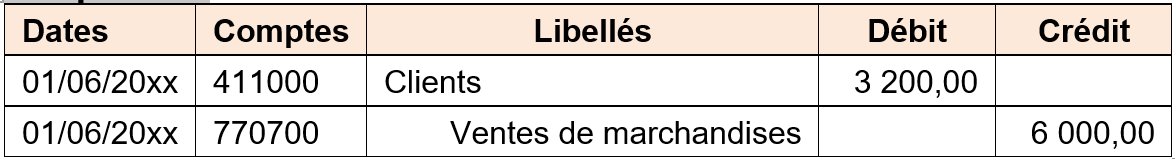 Dates Comptes Libellés Débit Crédit
01/06/20xx 411000 Clients 3 200,00
01/06/20xx 770700 Ventes de marchandises 6 000,00